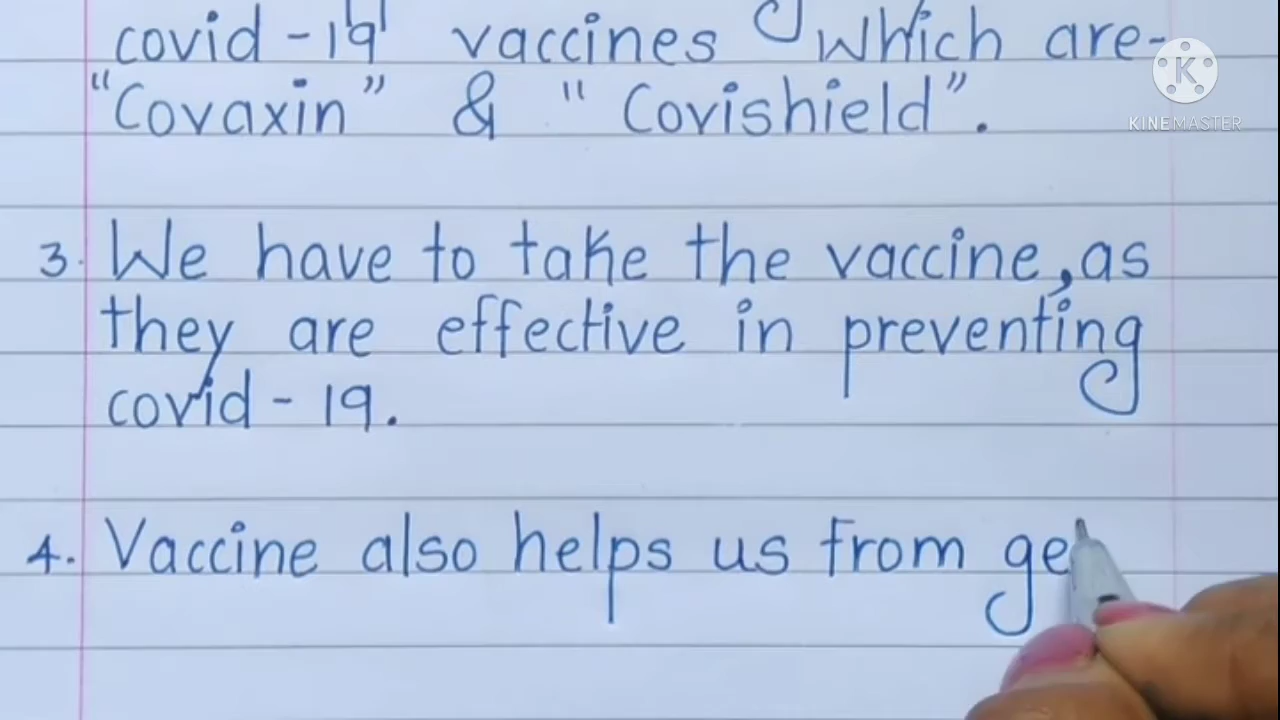 covid-19 vaccines which are-
"Covaxin" & "Covishield".
KINEMASTER
3. We have to take the vaccine, as
they are effective in preventing
covid-19.
4. Vaccine also helps us from ge